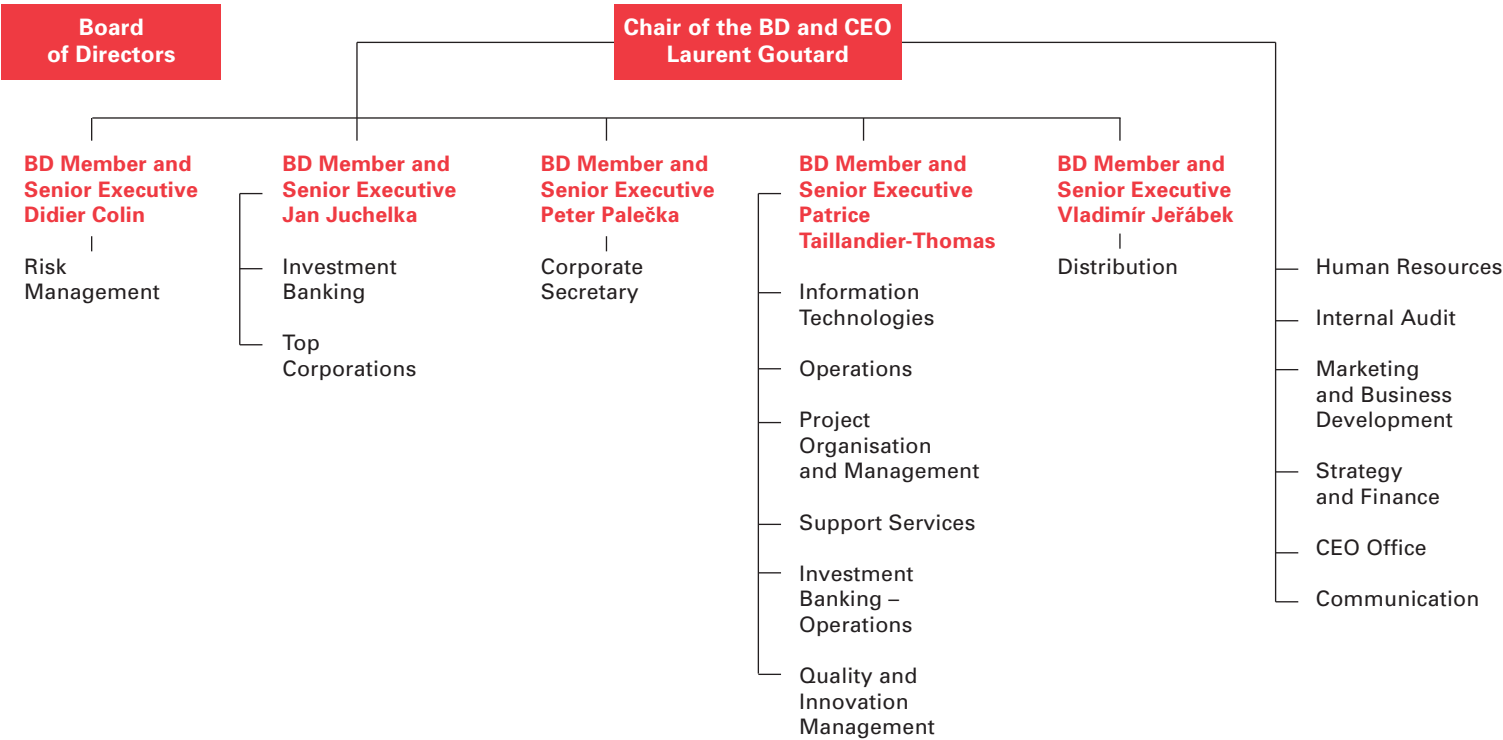 Board
of Directors
Chair of the BD and CEO
Laurent Goutard
BD Member and
Senior Executive
Didier Colin
Risk
Management
BD Member and
Senior Executive
Jan Juchelka
Investment
Banking
Top
Corporations
BD Member and
Senior Executive
Peter Palečka
Corporate
Secretary
BD Member and
Senior Executive
Patrice
Taillandier-Thomas
Information
Technologies
Operations
Project
Organisation
and Management
Support Services
Investment
Banking –
Operations
Quality and
Innovation
Management
BD Member and
Senior Executive
Vladimír Jeřábek
Distribution
Human Resources
Internal Audit
Marketing
and Business
Development
Strategy
and Finance
CEO Office
Communication